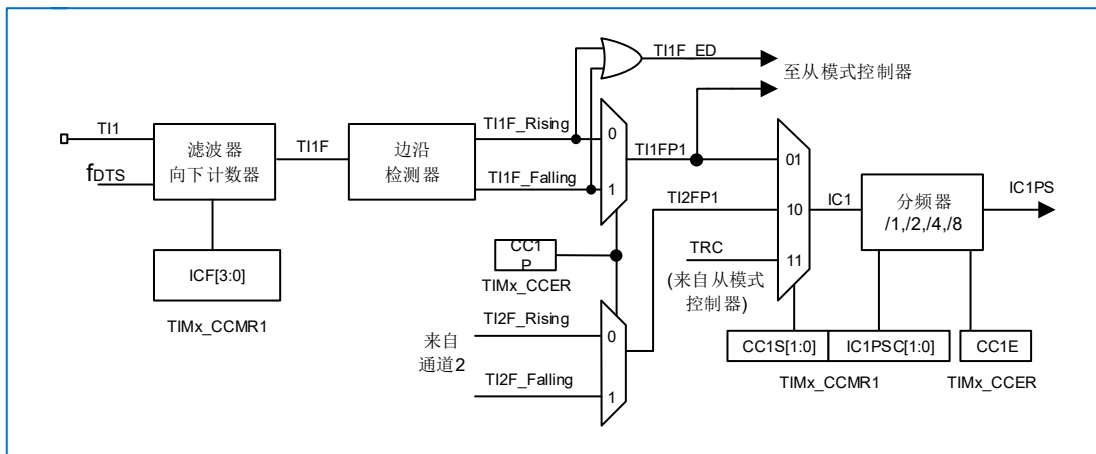 TI1F_ED
至从模式控制器
TI1
fDTS
滤波器
向下计数器
TI1F
边沿
检测器
TI1F_Rising
TI1F_Falling
0
1
TI1FP1
TI2FP1
TRC
(来自从模式
控制器)
01
10
11
IC1
分频器
/1,/2,/4,/8
IC1PS
ICF[3:0]
TIMx_CCMR1
CC1
P
TIMx_CCER
来自
通道2
TI2F_Rising
TI2F_Falling
0
1
CC1S[1:0]
IC1PSC[1:0]
CC1E
TIMx_CCMR1
TIMx_CCER